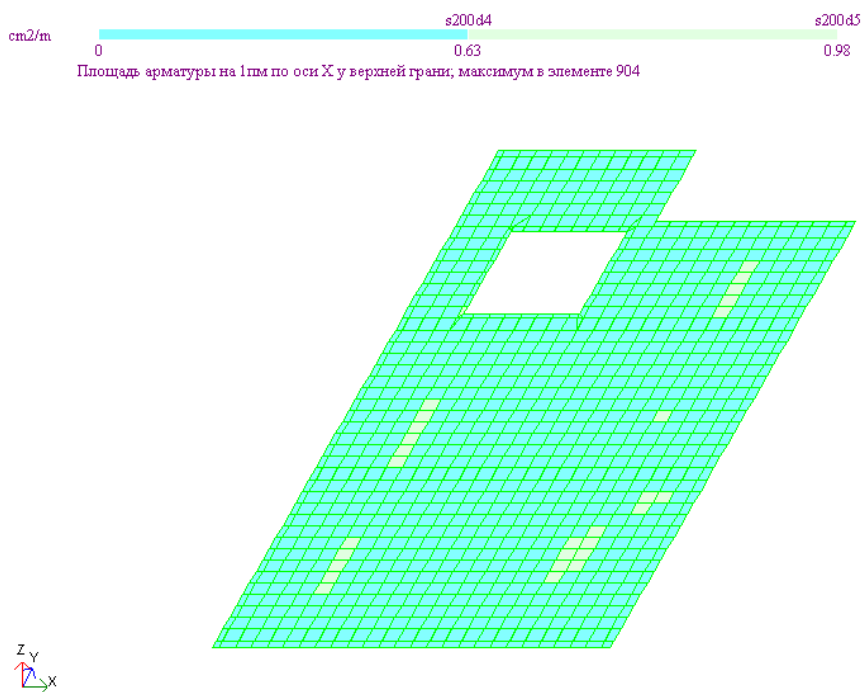 s200d4 s200d5
cm2/m
0 0.63 0.98
Площадь арматуры на 1пм по оси X у верхней грани; максимум в элементе 904
Z
Y
X